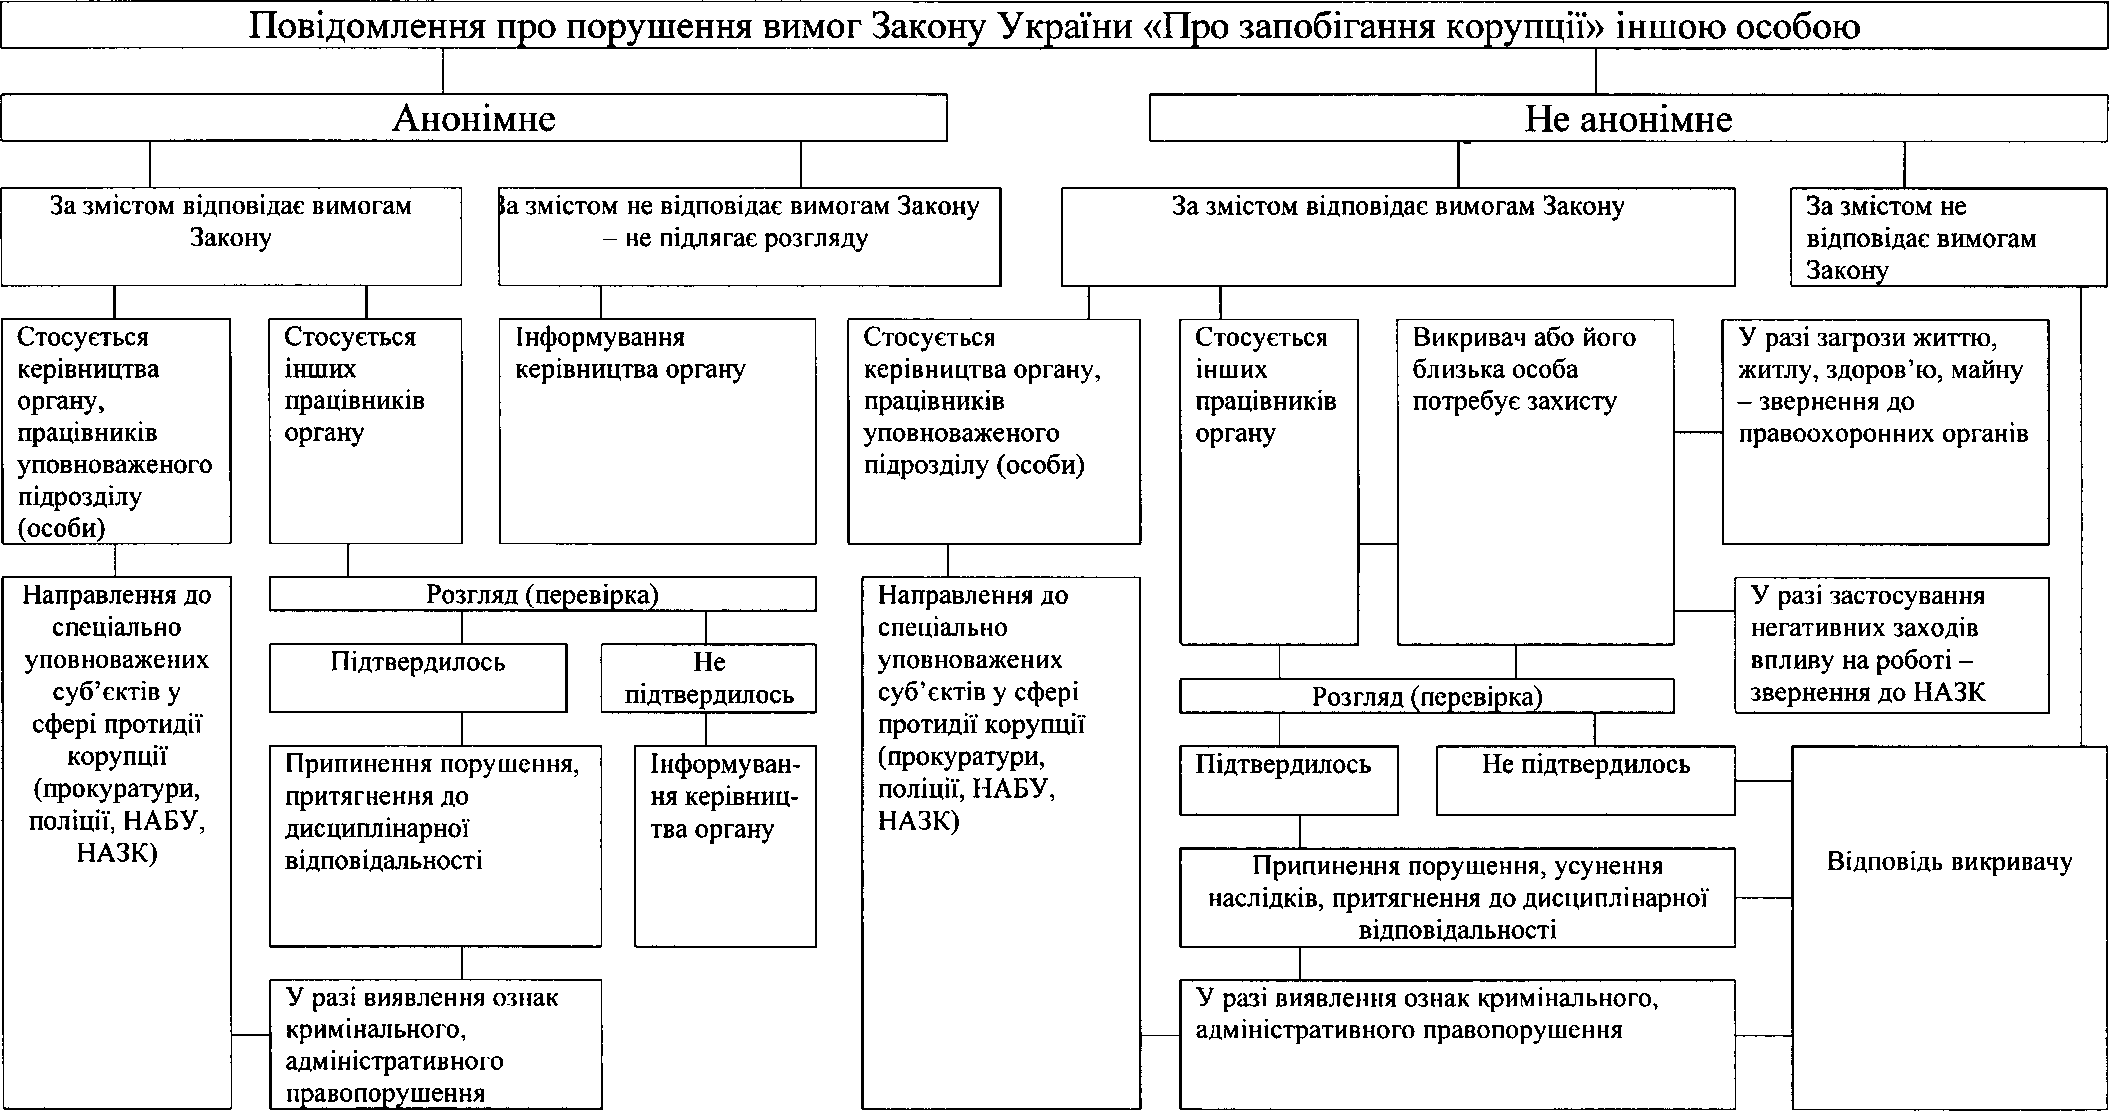 Повідомлення про порушення вимог Закону України «Про запобігання корупції» іншою особою
Анонімне
Не анонімне
За змістом відповідає вимогам
Закону
За змістом не відповідає вимогам Закону
– не підлягає розгляду
За змістом відповідає вимогам Закону
За змістом не
відповідає вимогам
Закону
Стосується
керівництва
органу,
працівників
уповноваженого
підрозділу
(особи)
Стосується
інших
працівників
органу
Інформування
керівництва органу
Стосується
керівництва органу,
працівників
уповноваженого
підрозділу (особи)
Стосується
інших
працівників
органу
Викривач або його
близька особа
потребує захисту
У разі загрози життю,
житлу, здоров’ю, майну
– звернення до
правоохоронних органів
Направлення до
спеціально
уповноважених
суб’єктів у
сфері протидії
корупції
(прокуратури,
поліції, НАБУ,
НАЗК)
Розгляд (перевірка)
Підтвердилось
Не
підтвердилось
Припинення порушення,
притягнення до
дисциплінарної
відповідальності
Інформуван-
ня керівниц-
тва органу
У разі виявлення ознак
кримінального,
адміністративного
правопорушення
Направлення до
спеціально
уповноважених
суб’єктів у сфері
протидії корупції
(прокуратури,
поліції, НАБУ,
НАЗК)
У разі застосування
негативних заходів
впливу на роботі –
звернення до НАЗК
Розгляд (перевірка)
Підтвердилось
Не підтвердилось
Припинення порушення, усунення
наслідків, притягнення до дисциплінарної
відповідальності
У разі виявлення ознак кримінального,
адміністративного правопорушення
Відповідь викривачу